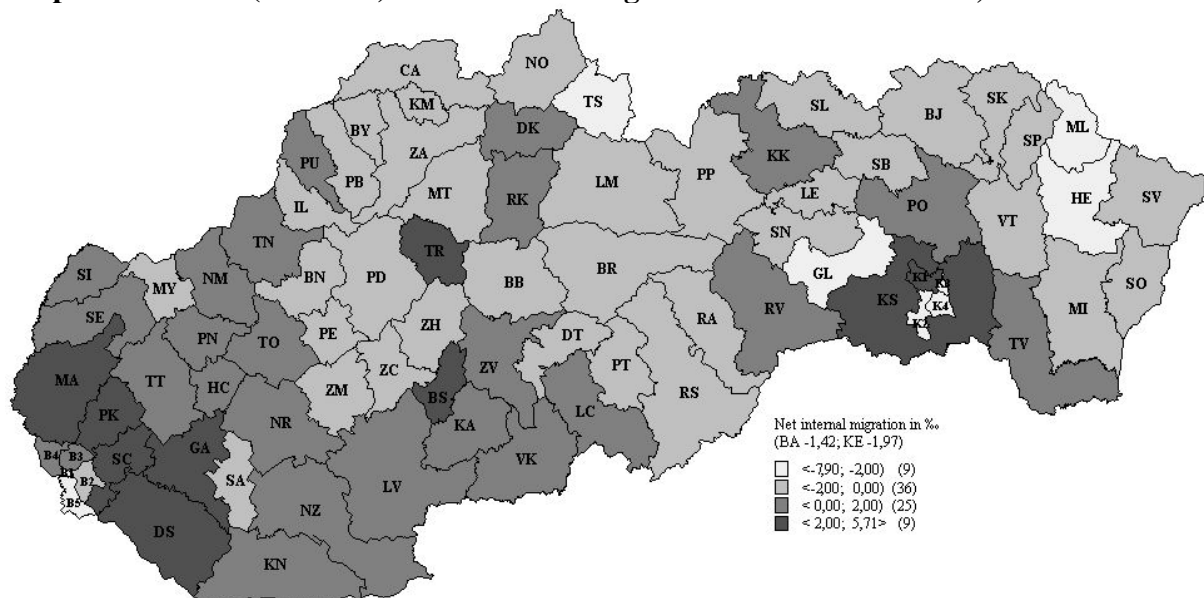 NO
CA
KM
TS
SL
SK
BJ
ML
BY
DK
SP
PU
ZA
KK
SB
PB
MT
PP
LM
HE
SV
IL
RK
LE
PO
VT
TN
SN
TR
SI
BN
PD
BB
BR
GL
NM
MY
KS
SO
RV
SE
PE
ZH
RA
MI
PN
TO
DT
K4
TV
ZC
ZV
PT
MA
TT
HC
ZM
BS
RS
PK
NR
KA
LC
GA
B4
B3
SC
VK
B1
B2
SA
LV
B5
NZ
DS
KN
Net internal migration in ‰
(BA -1,42; KE -1,97)
<-7,90; -2,00) (9)
<-2,00; 0,00) (36)
< 0,00; 2,00) (25)
< 2,00; 5,71> (9)